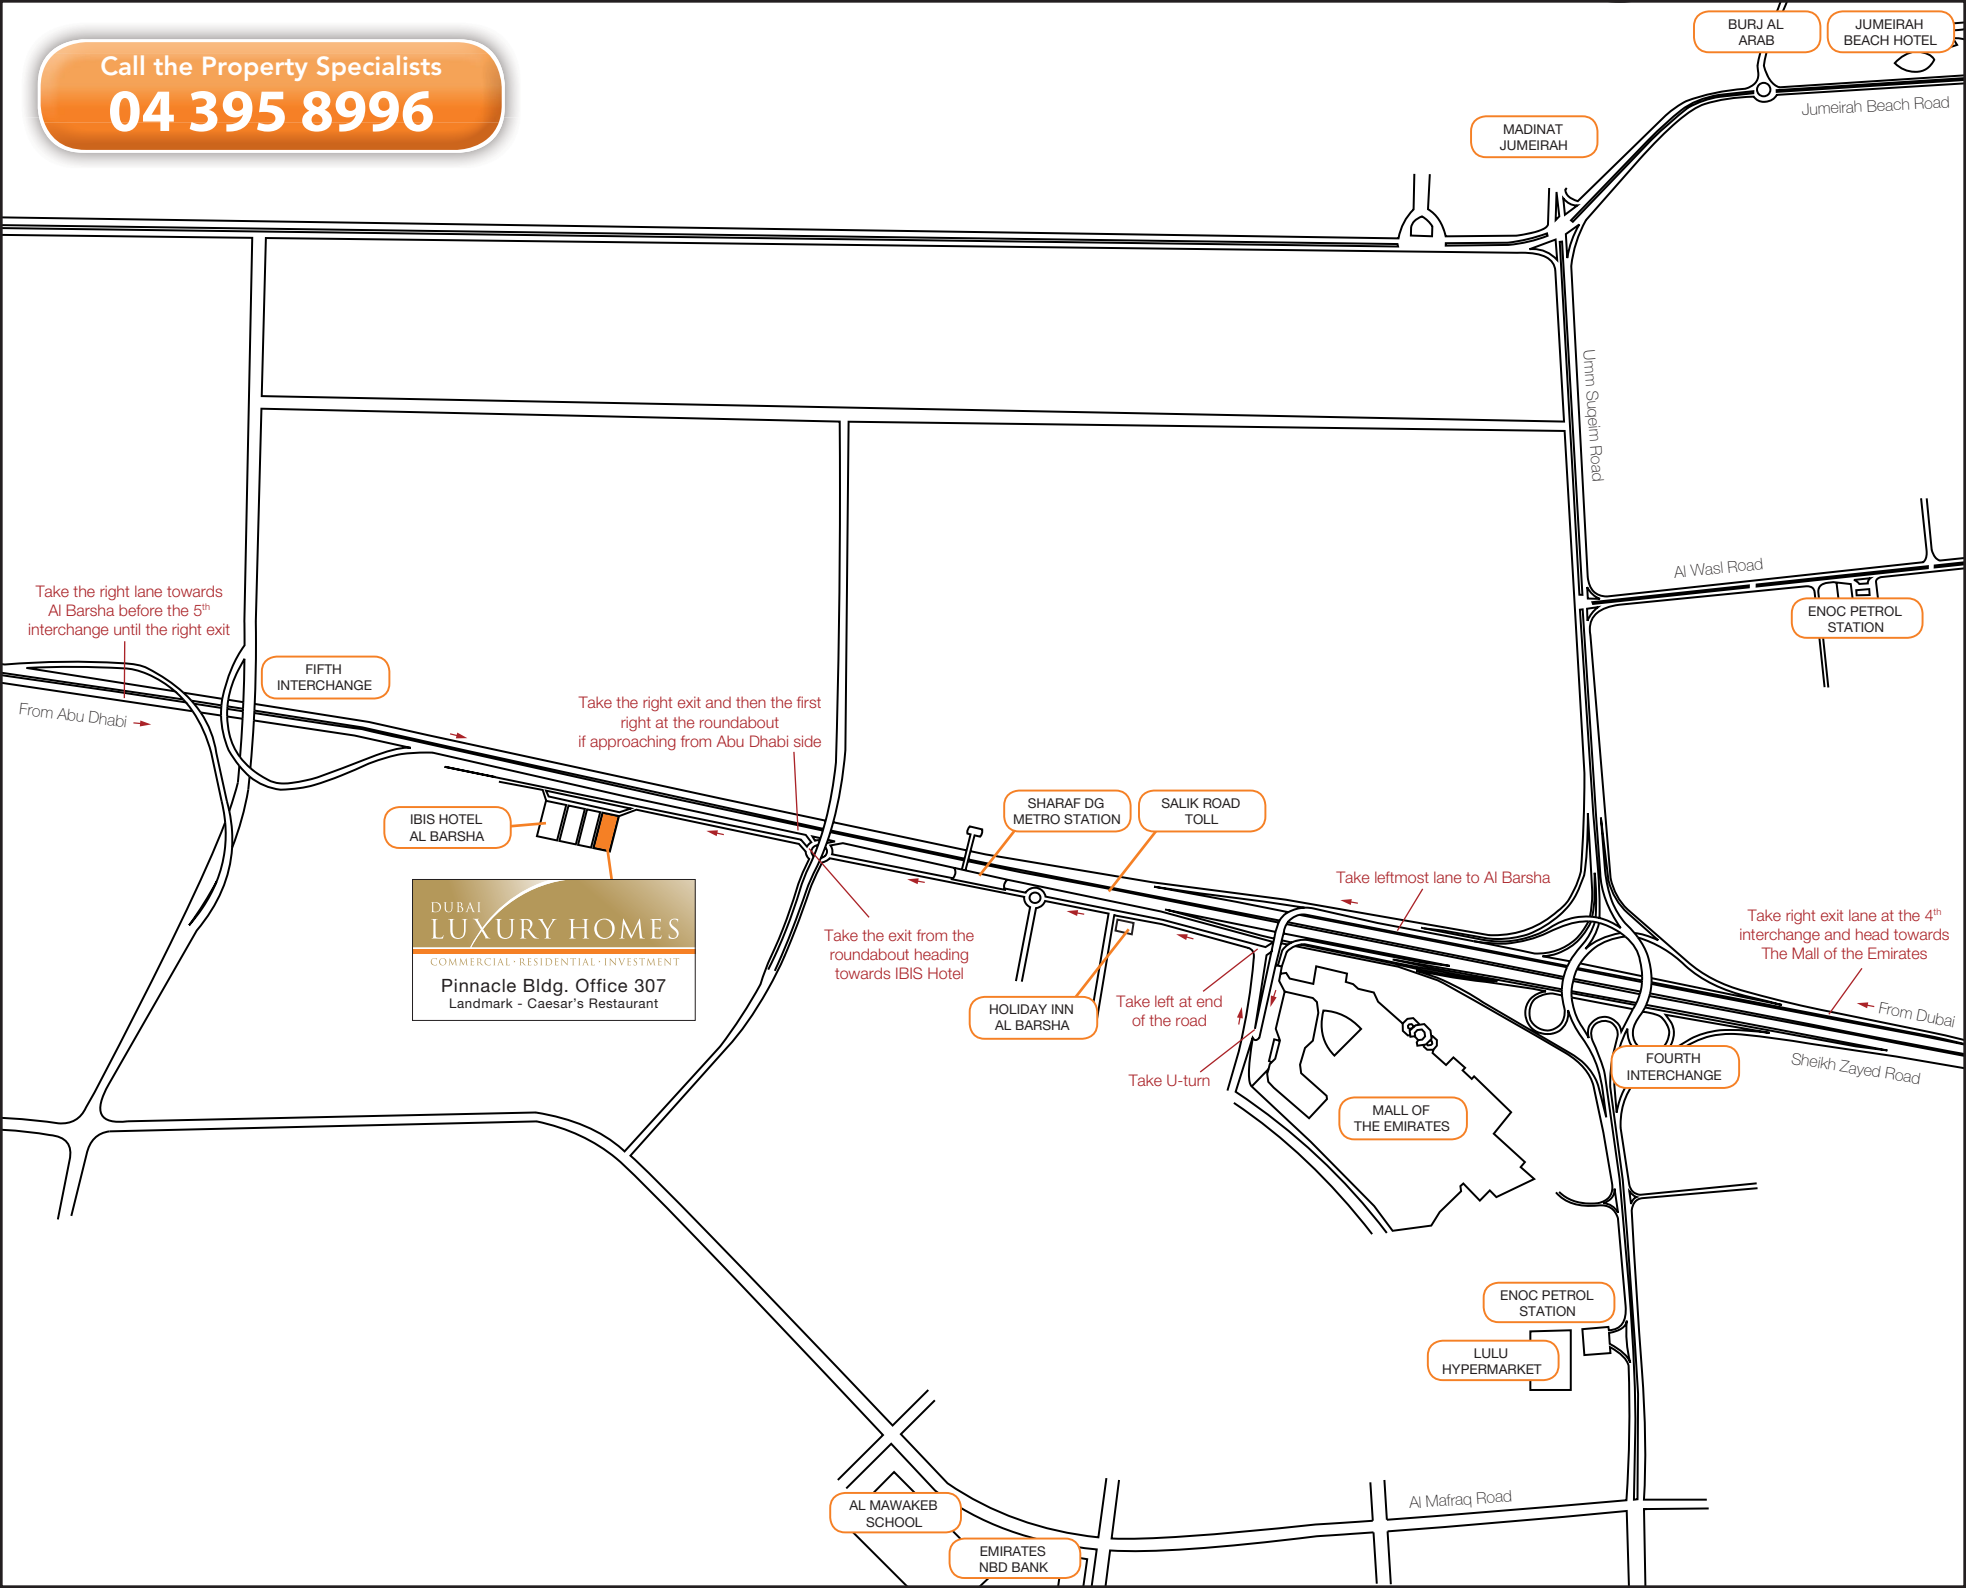 Call the Property Specialists
04 395 8996
BURJ AL
ARAB
JUMEIRAH
BEACH HOTEL
Jumeirah Beach Road
MADINAT
JUMEIRAH
Umm Suqeim Road
Al Wasl Road
ENOC PETROL
STATION
Take the right lane towards
Al Barsha before the 5th
interchange until the right exit
From Abu Dhabi
FIFTH
INTERCHANGE
Take the right exit and then the first
right at the roundabout
if approaching from Abu Dhabi side
IBIS HOTEL
AL BARSHA
DUBAI
LUXURY HOMES
COMMERCIAL · RESIDENTIAL · INVESTMENT
Pinnacle Bldg. Office 307
Landmark - Caesar's Restaurant
SHARAF DG
METRO STATION
SALIK ROAD
TOLL
Take the exit from the
roundabout heading
towards IBIS Hotel
HOLIDAY INN
AL BARSHA
Take leftmost lane to Al Barsha
Take left at end
of the road
Take U-turn
Take right exit lane at the 4th
interchange and head towards
The Mall of the Emirates
From Dubai
Sheikh Zayed Road
FOURTH
INTERCHANGE
MALL OF
THE EMIRATES
ENOC PETROL
STATION
LULU
HYPERMARKET
Al Mafraq Road
AL MAWAKEB
SCHOOL
EMIRATES
NBD BANK